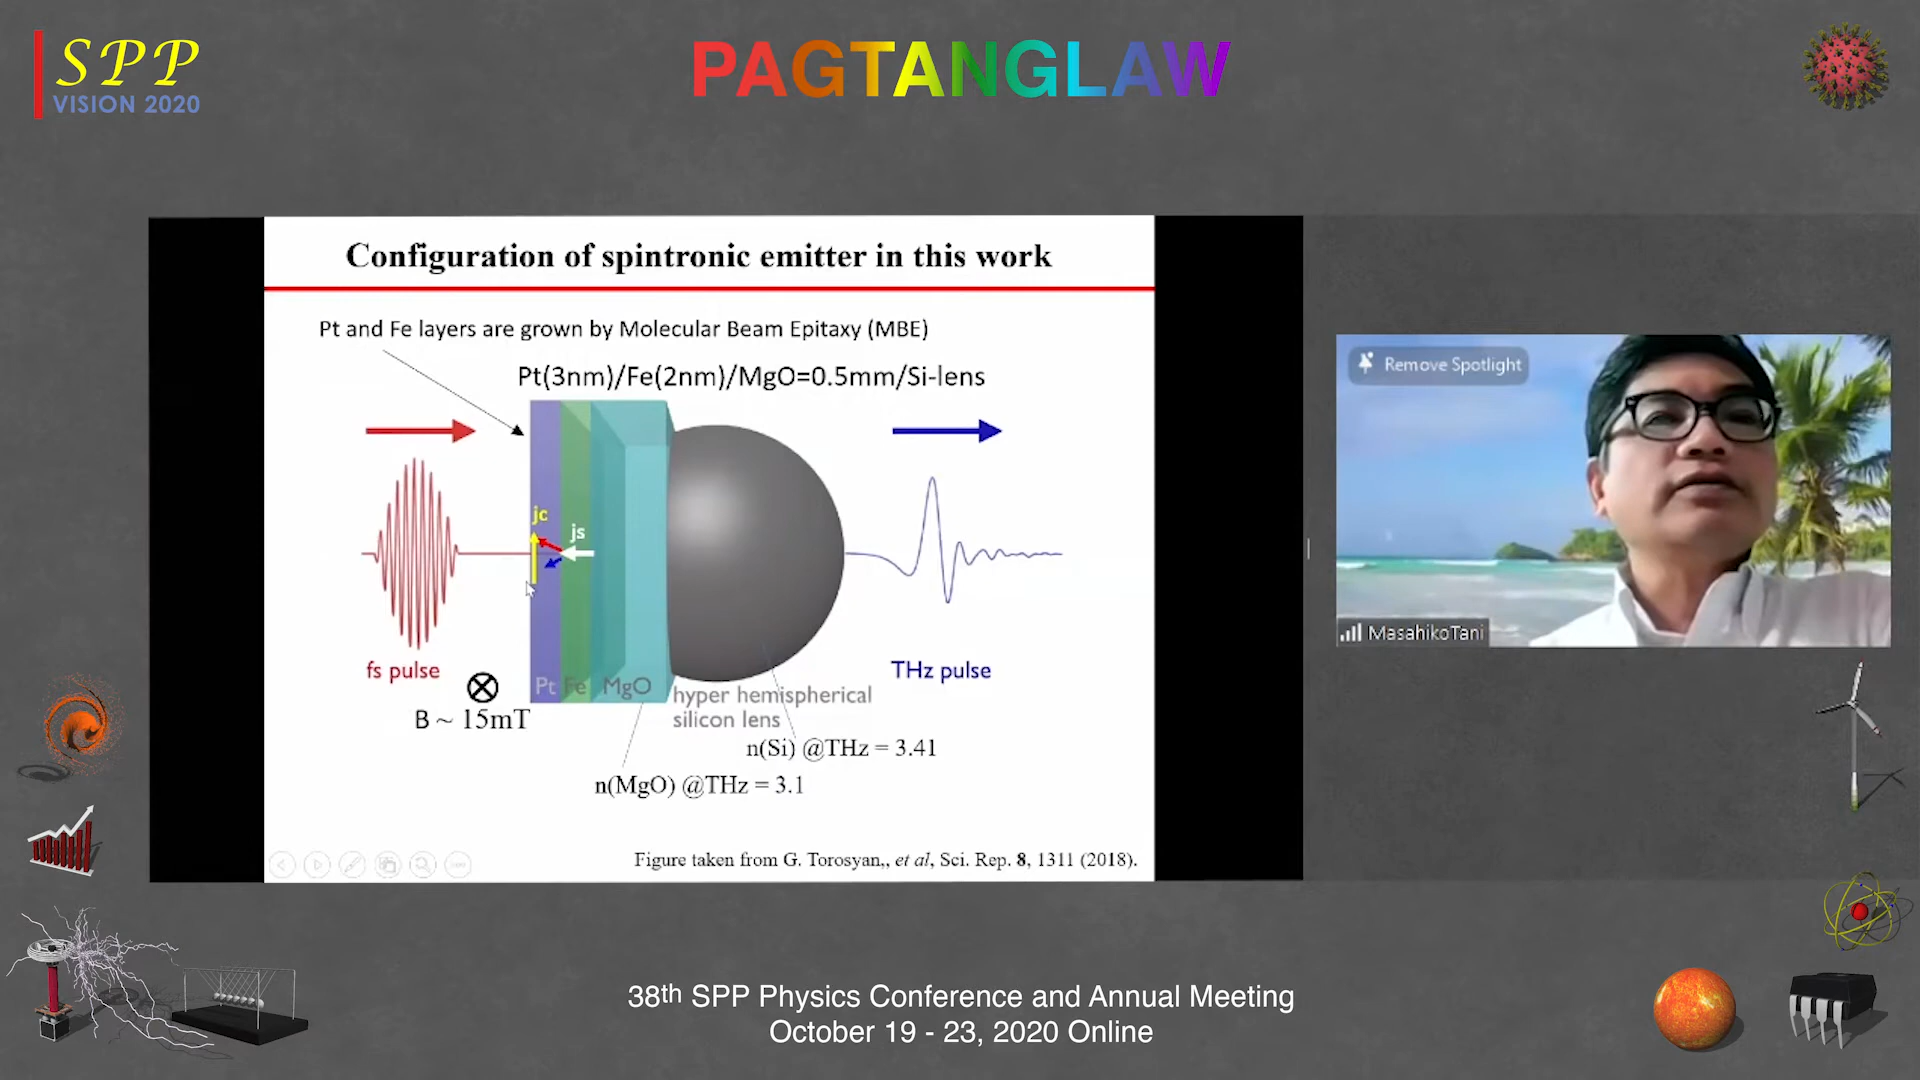 SPP
VISION 2020
PAGTANGLAW
Configuration of spintronic emitter in this work
Pt and Fe layers are grown by Molecular Beam Epitaxy (MBE)
Pt(3nm)/Fe(2nm)/MgO=0.5mm/Si-lens
jc
js
fs pulse
B ~ 15mT
Pt Fe MgO
hyper hemispherical
silicon lens
THz pulse
n(Si) @THz = 3.41
n(MgO) @THz = 3.1
Figure taken from G. Torosyan,, et al, Sci. Rep. 8, 1311 (2018).
Remove Spotlight
MasahikoTani
38th SPP Physics Conference and Annual Meeting
October 19 - 23, 2020 Online